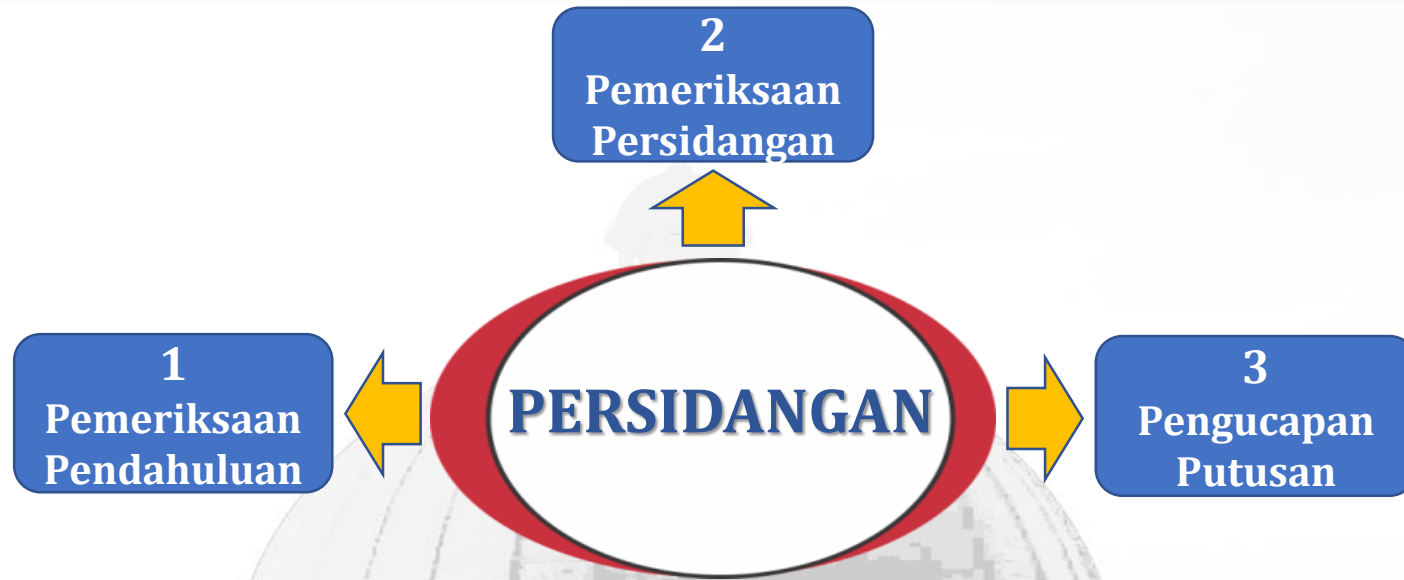 2
Pemeriksaan
Persidangan
1
Pemeriksaan
Pendahuluan
PERSIDANGAN
3
Pengucapan
Putusan